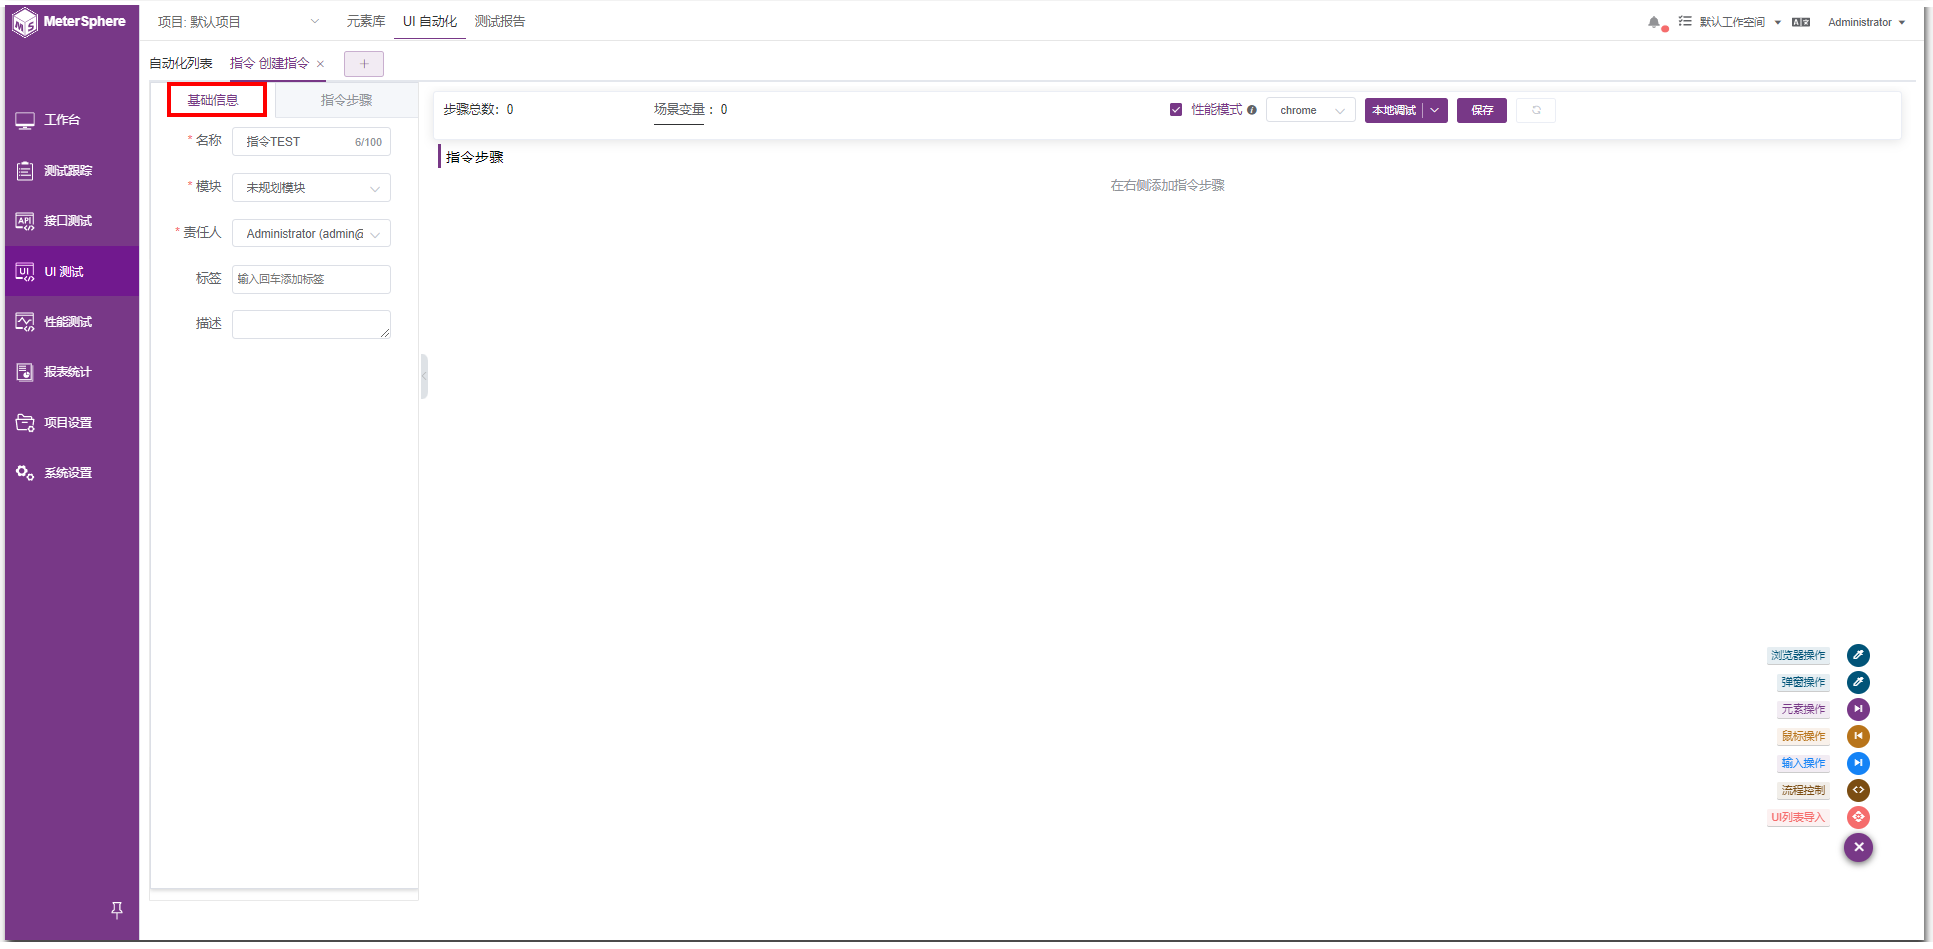 MeterSphere
项目: 默认项目
元素库
UI 自动化
测试报告
默认工作空间
Administrator
自动化列表
指令 创建指令
工作台
测试跟踪
接口测试
UI 测试
性能测试
报表统计
项目设置
系统设置
基础信息
指令步骤
* 名称
指令TEST
6/100
* 模块
未规划模块
* 责任人
Administrator (admin@
标签
输入回车添加标签
描述
步骤总数: 0
场景变量 : 0
性能模式
chrome
本地调试
保存
指令步骤
在右侧添加指令步骤
浏览器操作
弹窗操作
元素操作
鼠标操作
输入操作
流程控制
UI列表导入